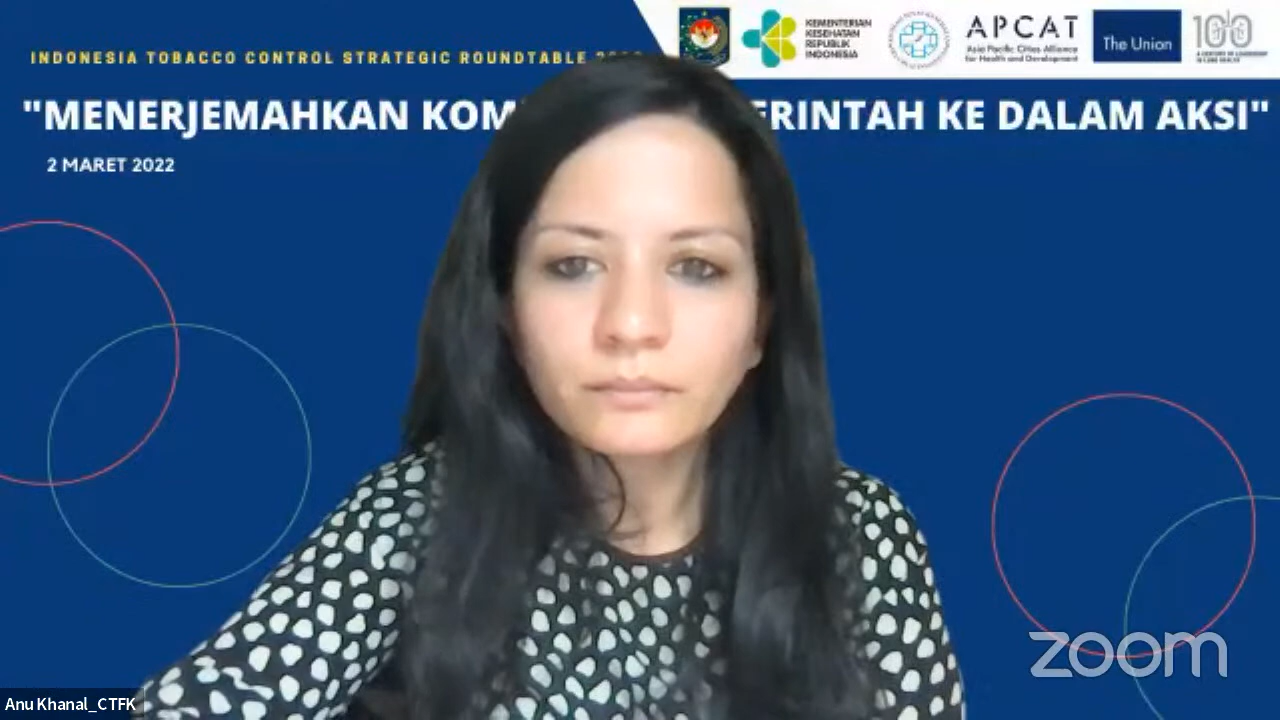 INDONESIA TOBACCO CONTROL STRATEGIC ROUNDTABLE
KEMENTERIAN
KESEHATAN
REPUBLIK
INDONESIA
APCAT
Asia Pacific Cities Alliance
for Health and Development
The Union
100
"MENERJEMAHKAN KOM ERINTAH KE DALAM AKSI"
2 MARET 2022
zoom
Anu Khanal_CTFK